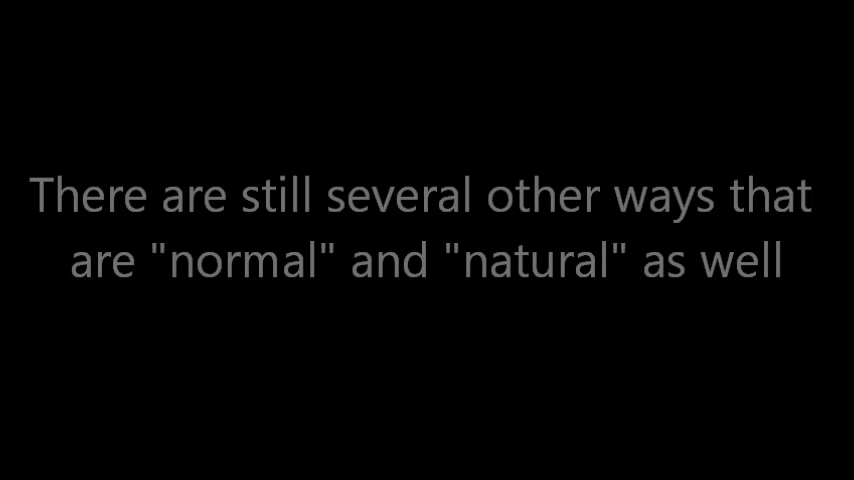 There are still several other ways that
are "normal" and "natural" as well